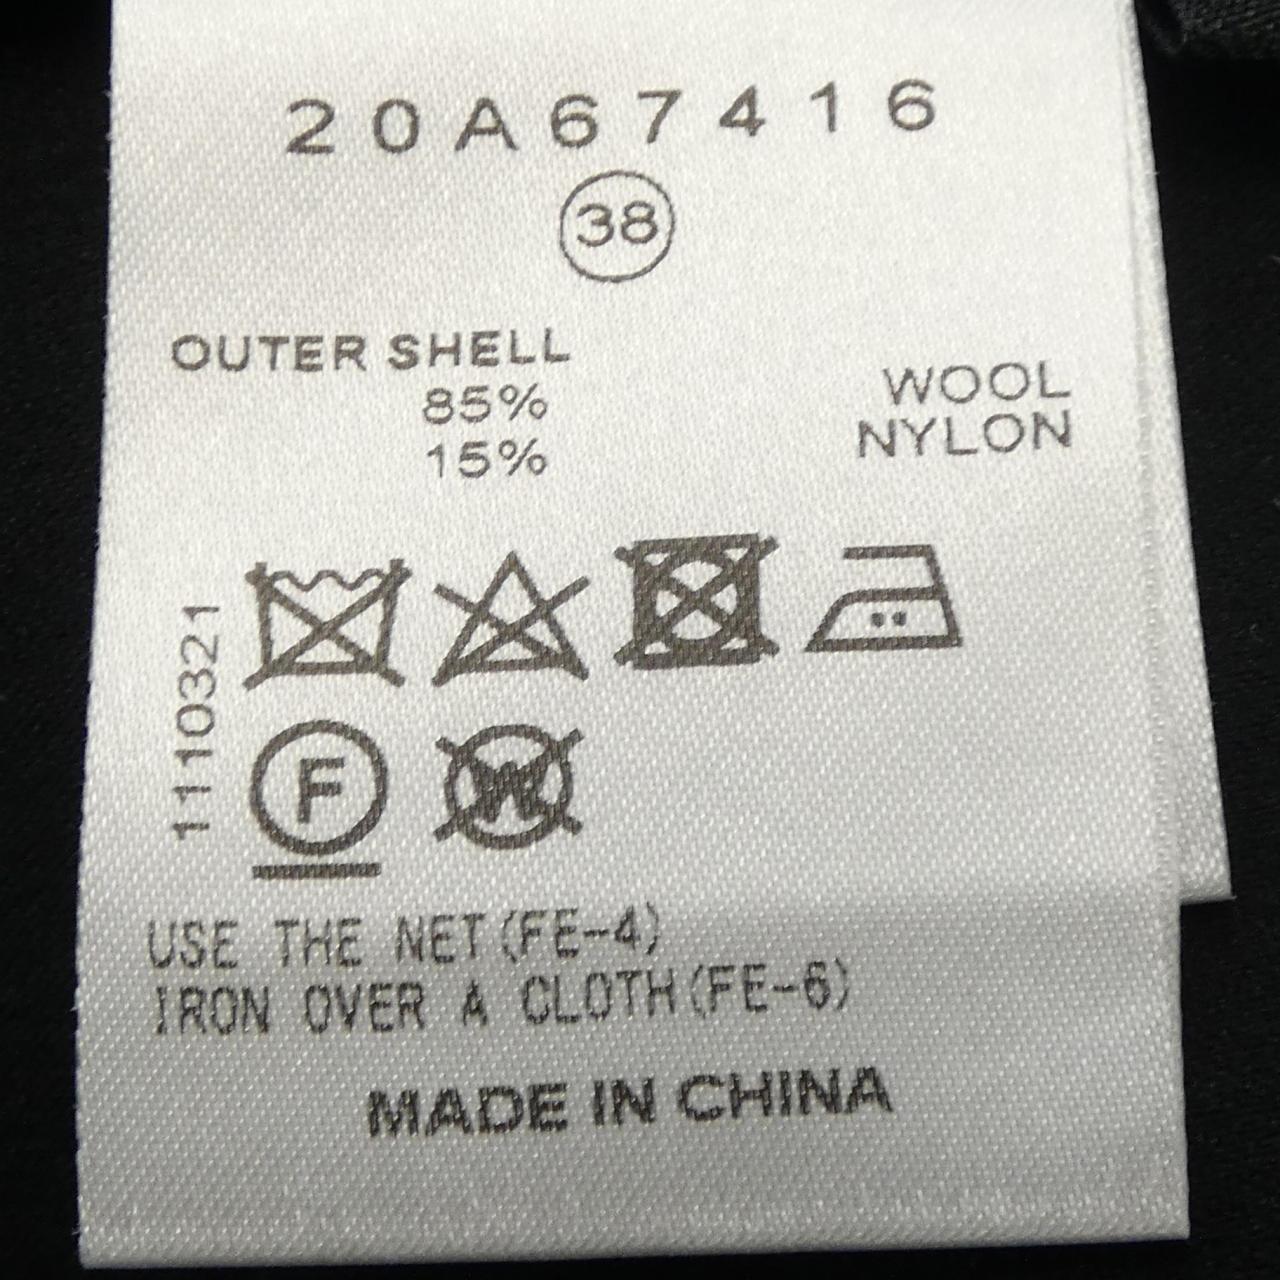 20A67416
38
OUTER SHELL
85% WOOL
15% NYLON
1110321
F
W
USE THE NET(FE-4)
IRON OVER A CLOTH(FE-6)
MADE IN CHINA